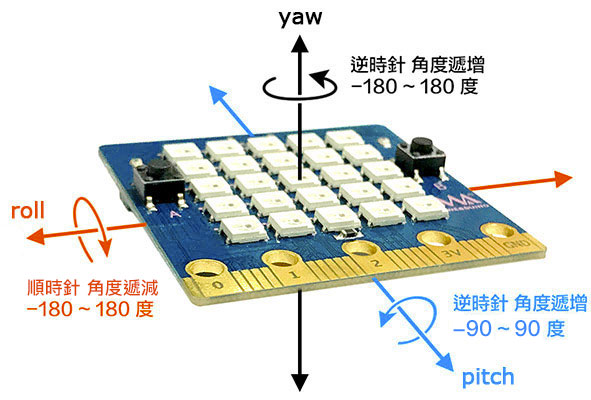 yaw
逆時針 角度遞增
–180 ~ 180 度
roll
順時針 角度遞減
–180 ~ 180 度
A
B
0
1
2
3V
GND
逆時針 角度遞增
–90 ~ 90 度
pitch